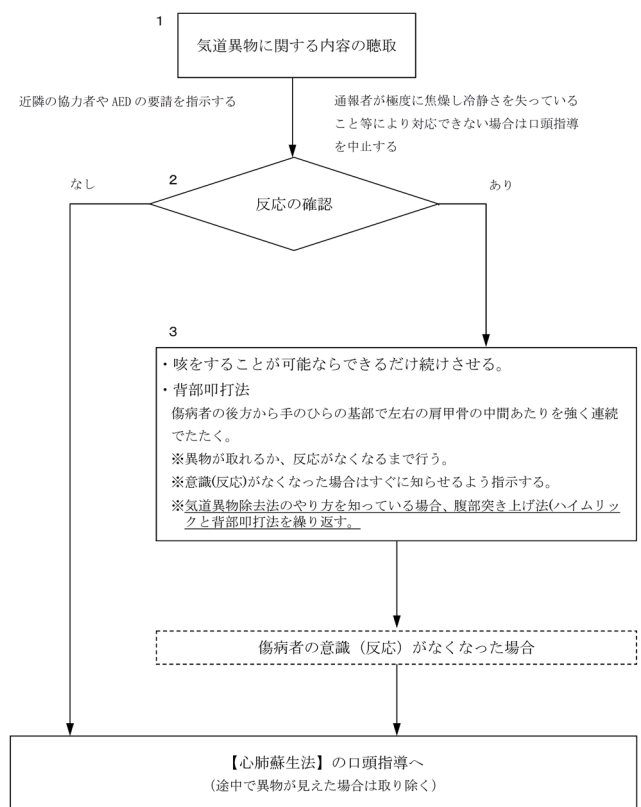 1
気道異物に関する内容の聴取
近隣の協力者や AED の要請を指示する
通報者が極度に焦燥し冷静さを失っている
こと等により対応できない場合は口頭指導
を中止する
なし
2
あり
反応の確認
3
・咳をすることが可能ならできるだけ続けさせる。
・背部叩打法
傷病者の後方から手のひらの基部で左右の肩甲骨の中間あたりを強く連続
でたたく。
※異物が取れるか、反応がなくなるまで行う。
※意識(反応)がなくなった場合はすぐに知らせるよう指示する。
※気道異物除去法のやり方を知っている場合、腹部突き上げ法(ハイムリッ
クと背部叩打法を繰り返す。
傷病者の意識（反応）がなくなった場合
【心肺蘇生法】の口頭指導へ
（途中で異物が見えた場合は取り除く）